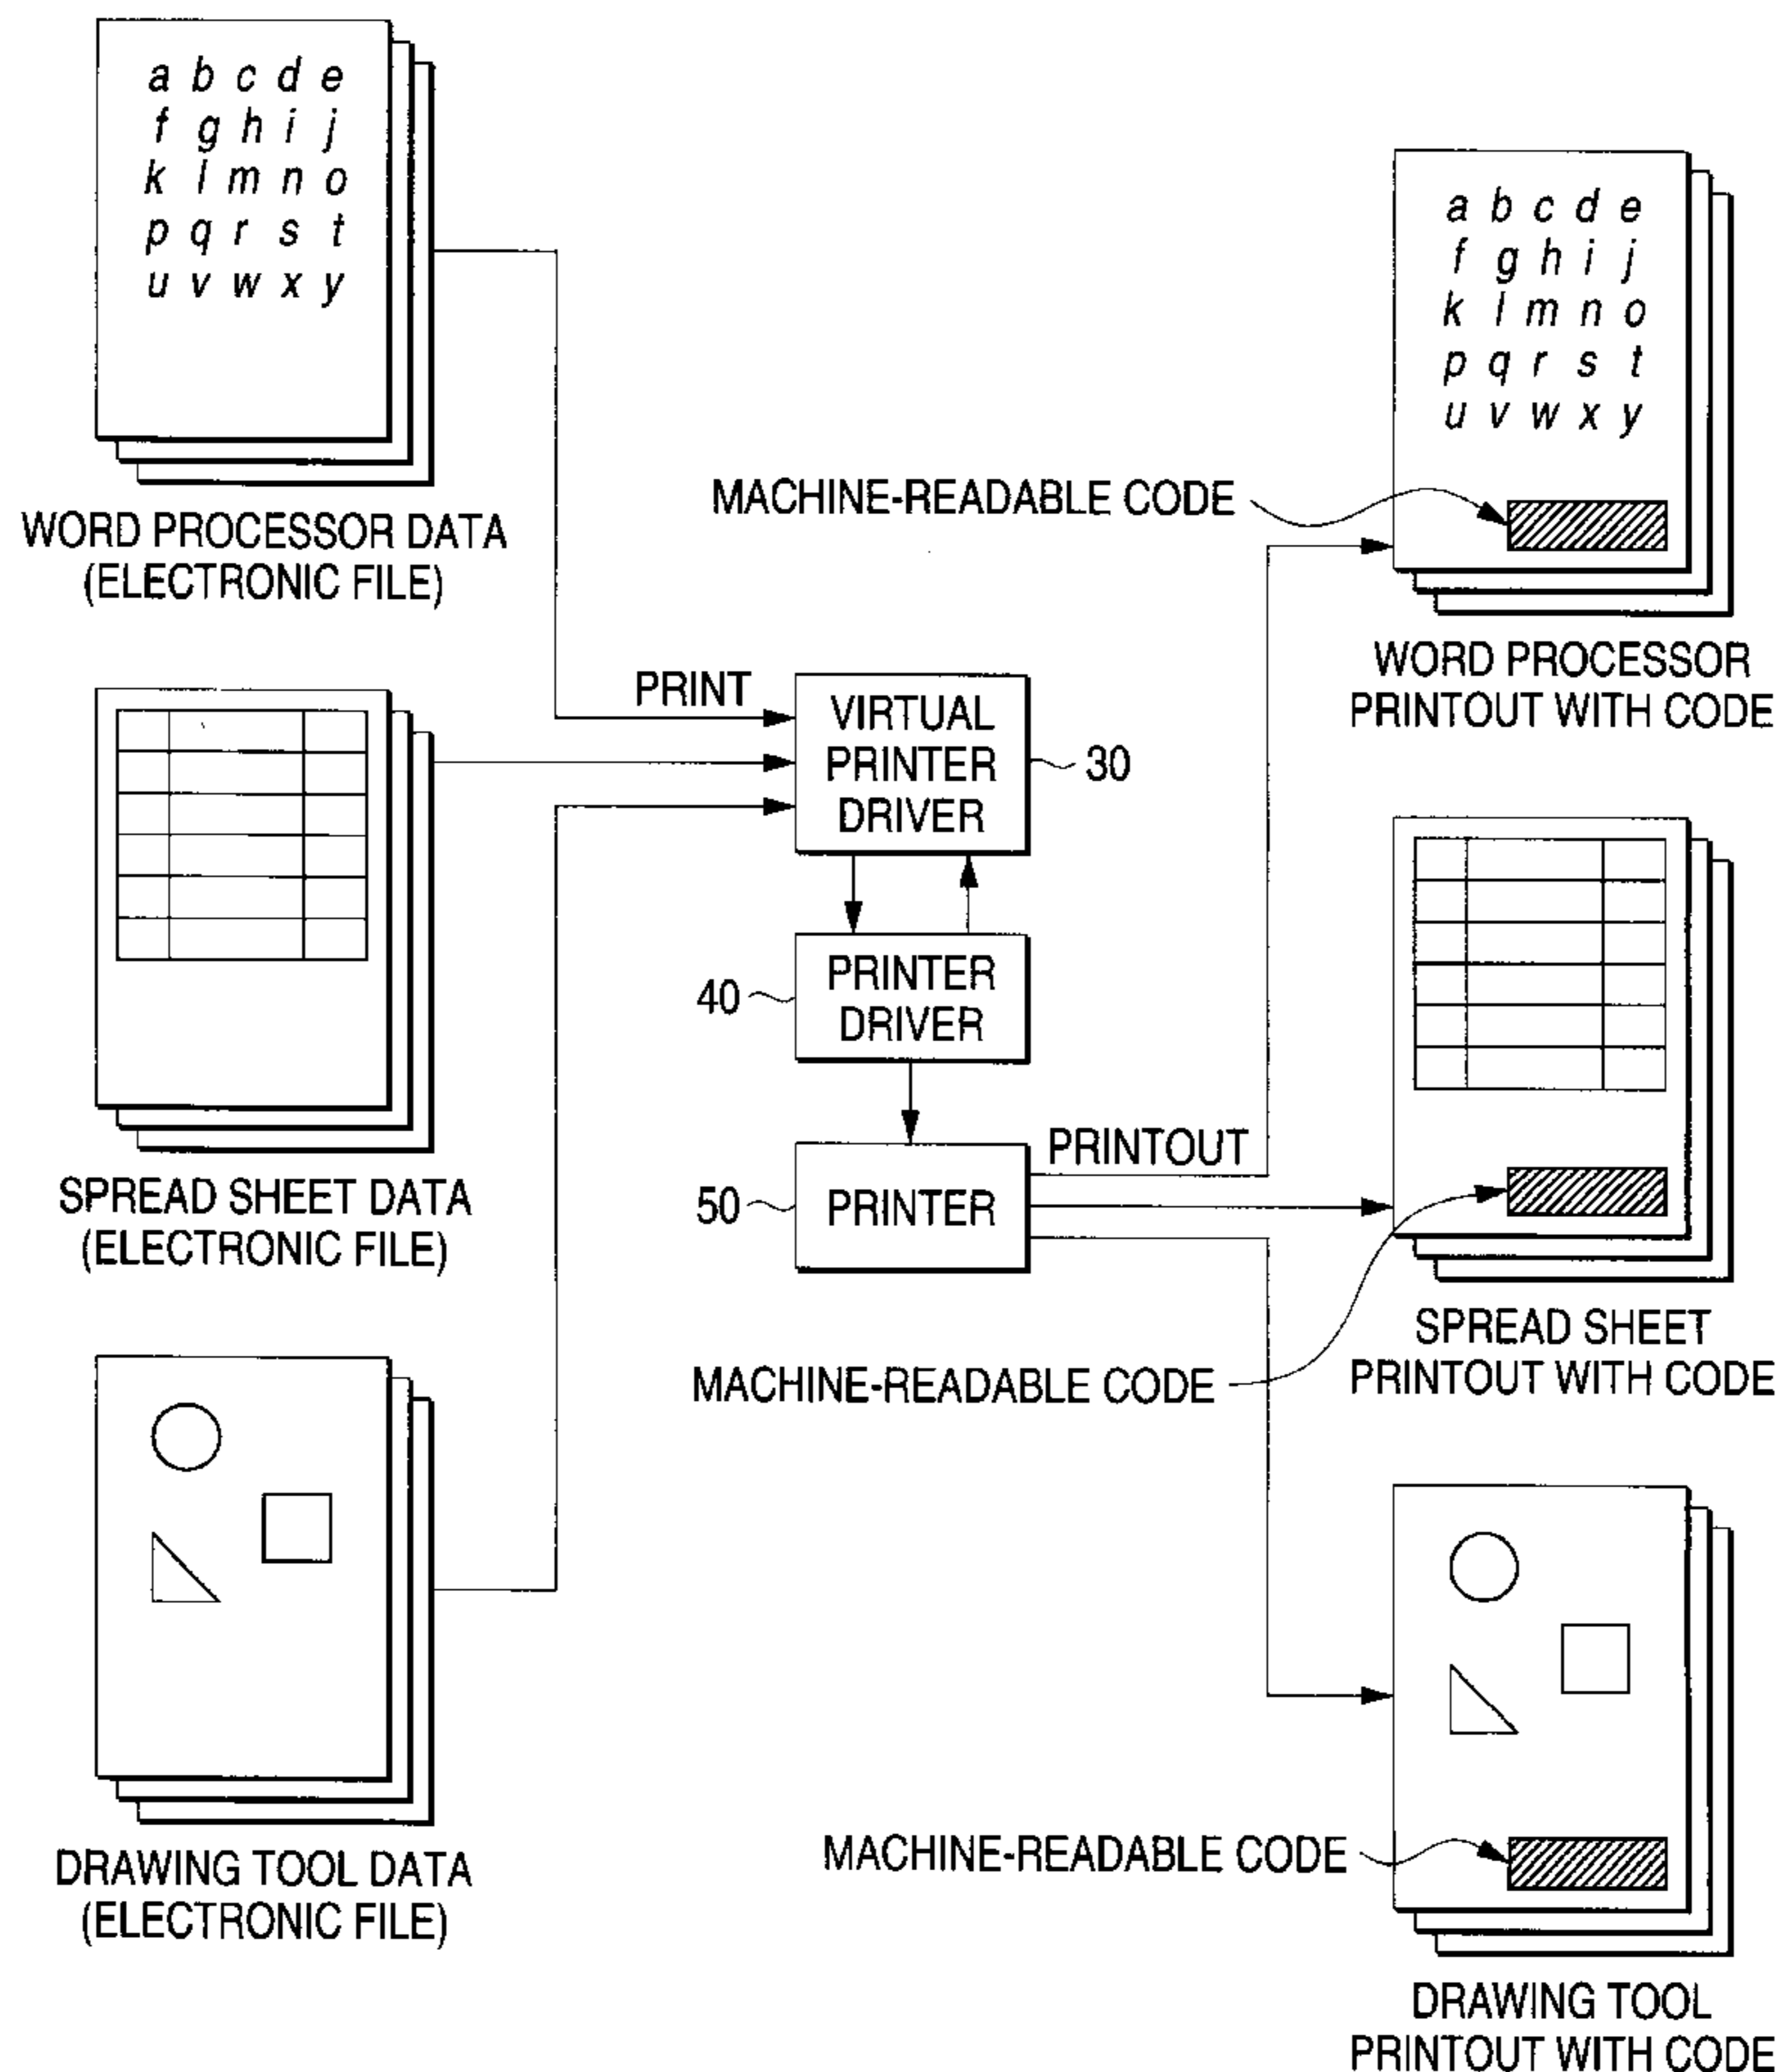 a b c d e
f g h i j
k l m n o
p q r s t
u v w x y
WORD PROCESSOR DATA
(ELECTRONIC FILE)
SPREAD SHEET DATA
(ELECTRONIC FILE)
DRAWING TOOL DATA
(ELECTRONIC FILE)
PRINT
VIRTUAL
PRINTER
DRIVER
30
40
PRINTER
DRIVER
50
PRINTER
PRINTOUT
MACHINE-READABLE CODE
a b c d e
f g h i j
k l m n o
p q r s t
u v w x y
WORD PROCESSOR
PRINTOUT WITH CODE
MACHINE-READABLE CODE
SPREAD SHEET
PRINTOUT WITH CODE
MACHINE-READABLE CODE
DRAWING TOOL
PRINTOUT WITH CODE